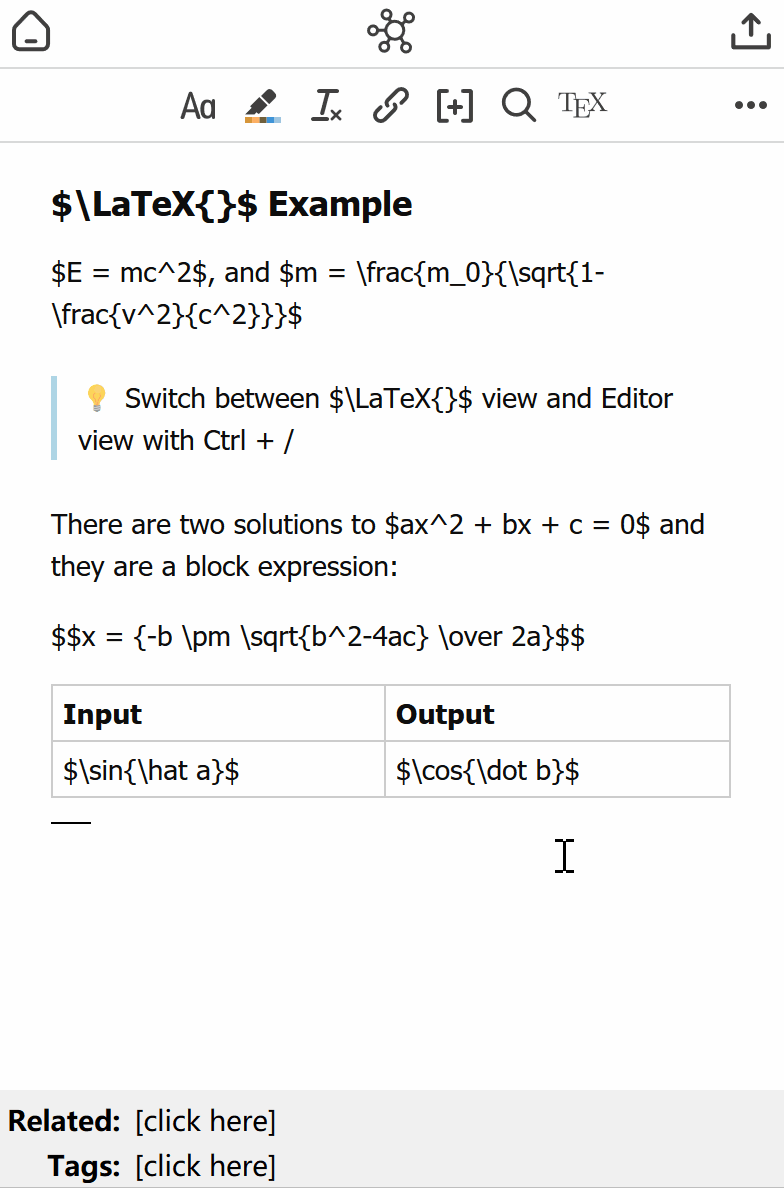 Aa
TEX
$\LaTeX{}$ Example
$E = mc^2$, and $m = \frac{m_0}{\sqrt{1-
\frac{v^2}{c^2}}}$
💡 Switch between $\LaTeX{}$ view and Editor
view with Ctrl + /
There are two solutions to $ax^2 + bx + c = 0$ and
they are a block expression:
$$x = {-b \pm \sqrt{b^2-4ac} \over 2a}$$
Input Output
$\sin{\hat a}$ $\cos{\dot b}$
Related: [click here]
Tags: [click here]